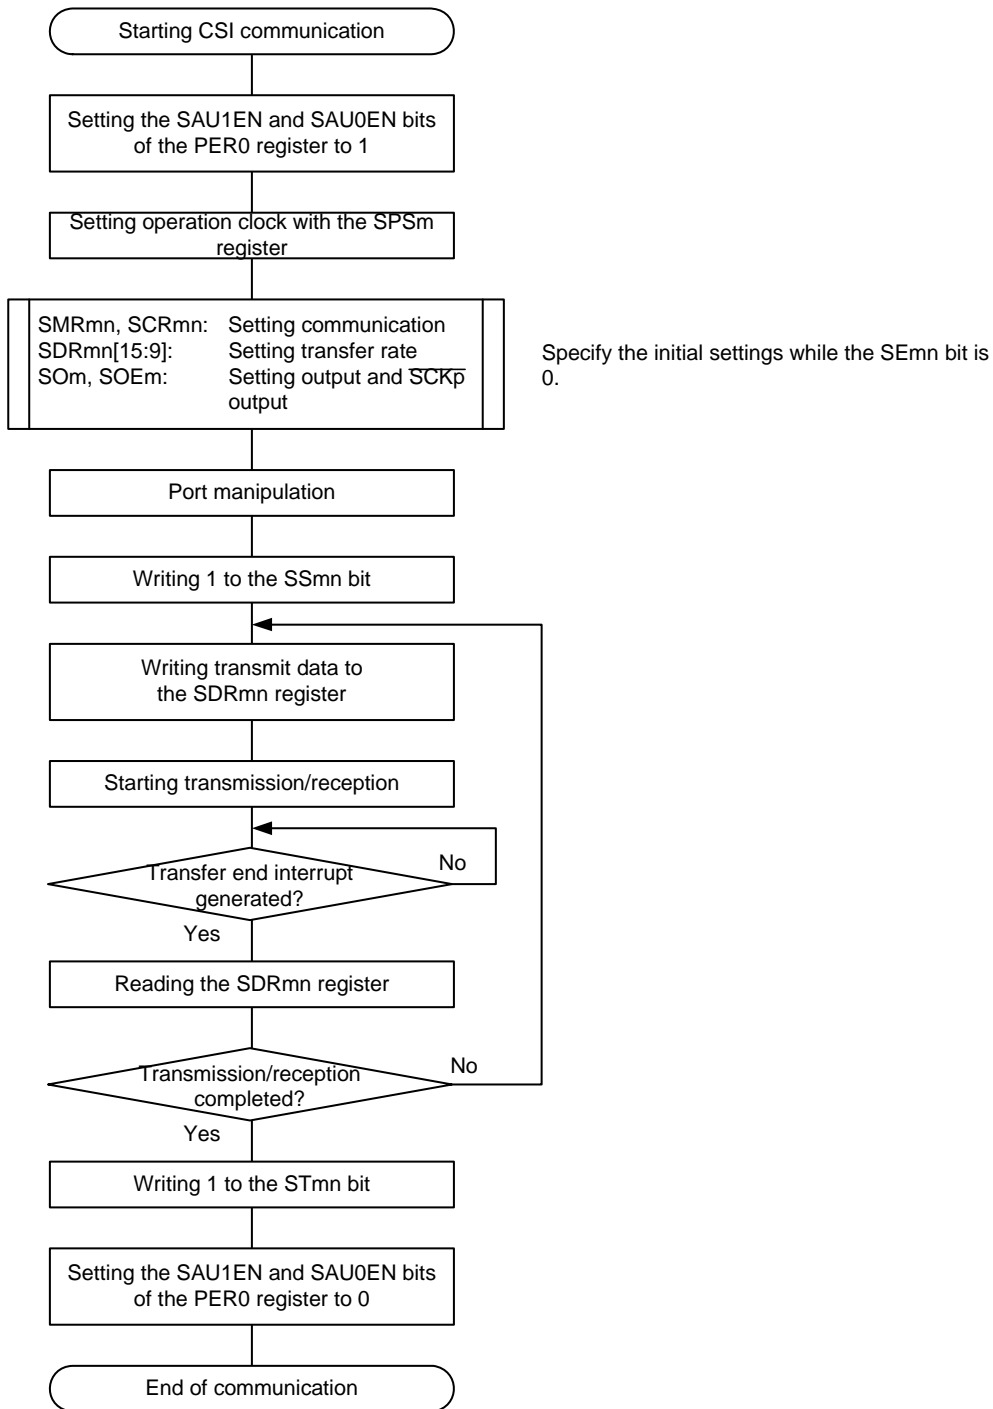 Starting CSI communication
Setting the SAU1EN and SAU0EN bits
of the PER0 register to 1
Setting operation clock with the SPSm
register
SMRmn, SCRmn: Setting communication
SDRmn[15:9]: Setting transfer rate
SOm, SOEm: Setting output and S̅C̅K̅p̅
output
Specify the initial settings while the SEmn bit is
0.
Port manipulation
Writing 1 to the SSmn bit
Writing transmit data to
the SDRmn register
Starting transmission/reception
Transfer end interrupt
generated?
No
Yes
Reading the SDRmn register
Transmission/reception
completed?
No
Yes
Writing 1 to the STmn bit
Setting the SAU1EN and SAU0EN bits
of the PER0 register to 0
End of communication